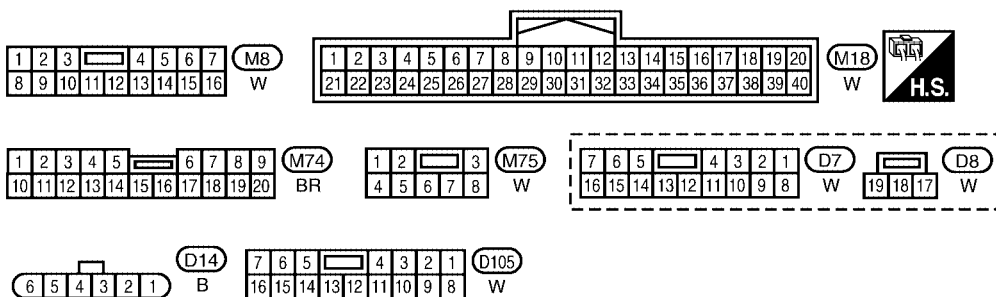 1 2 3 4 5 6 7 M8
8 9 10 11 12 13 14 15 16 W
1 2 3 4 5 6 7 8 9 10 11 12 13 14 15 16 17 18 19 20 M18
21 22 23 24 25 26 27 28 29 30 31 32 33 34 35 36 37 38 39 40 W
H.S.
1 2 3 4 5 6 7 8 9 M74
10 11 12 13 14 15 16 17 18 19 20 BR
1 2 3 M75
4 5 6 7 8 W
7 6 5 4 3 2 1 D7
16 15 14 13 12 11 10 9 8 W
D8
19 18 17 W
D14
6 5 4 3 2 1 B
7 6 5 4 3 2 1 D105
16 15 14 13 12 11 10 9 8 W